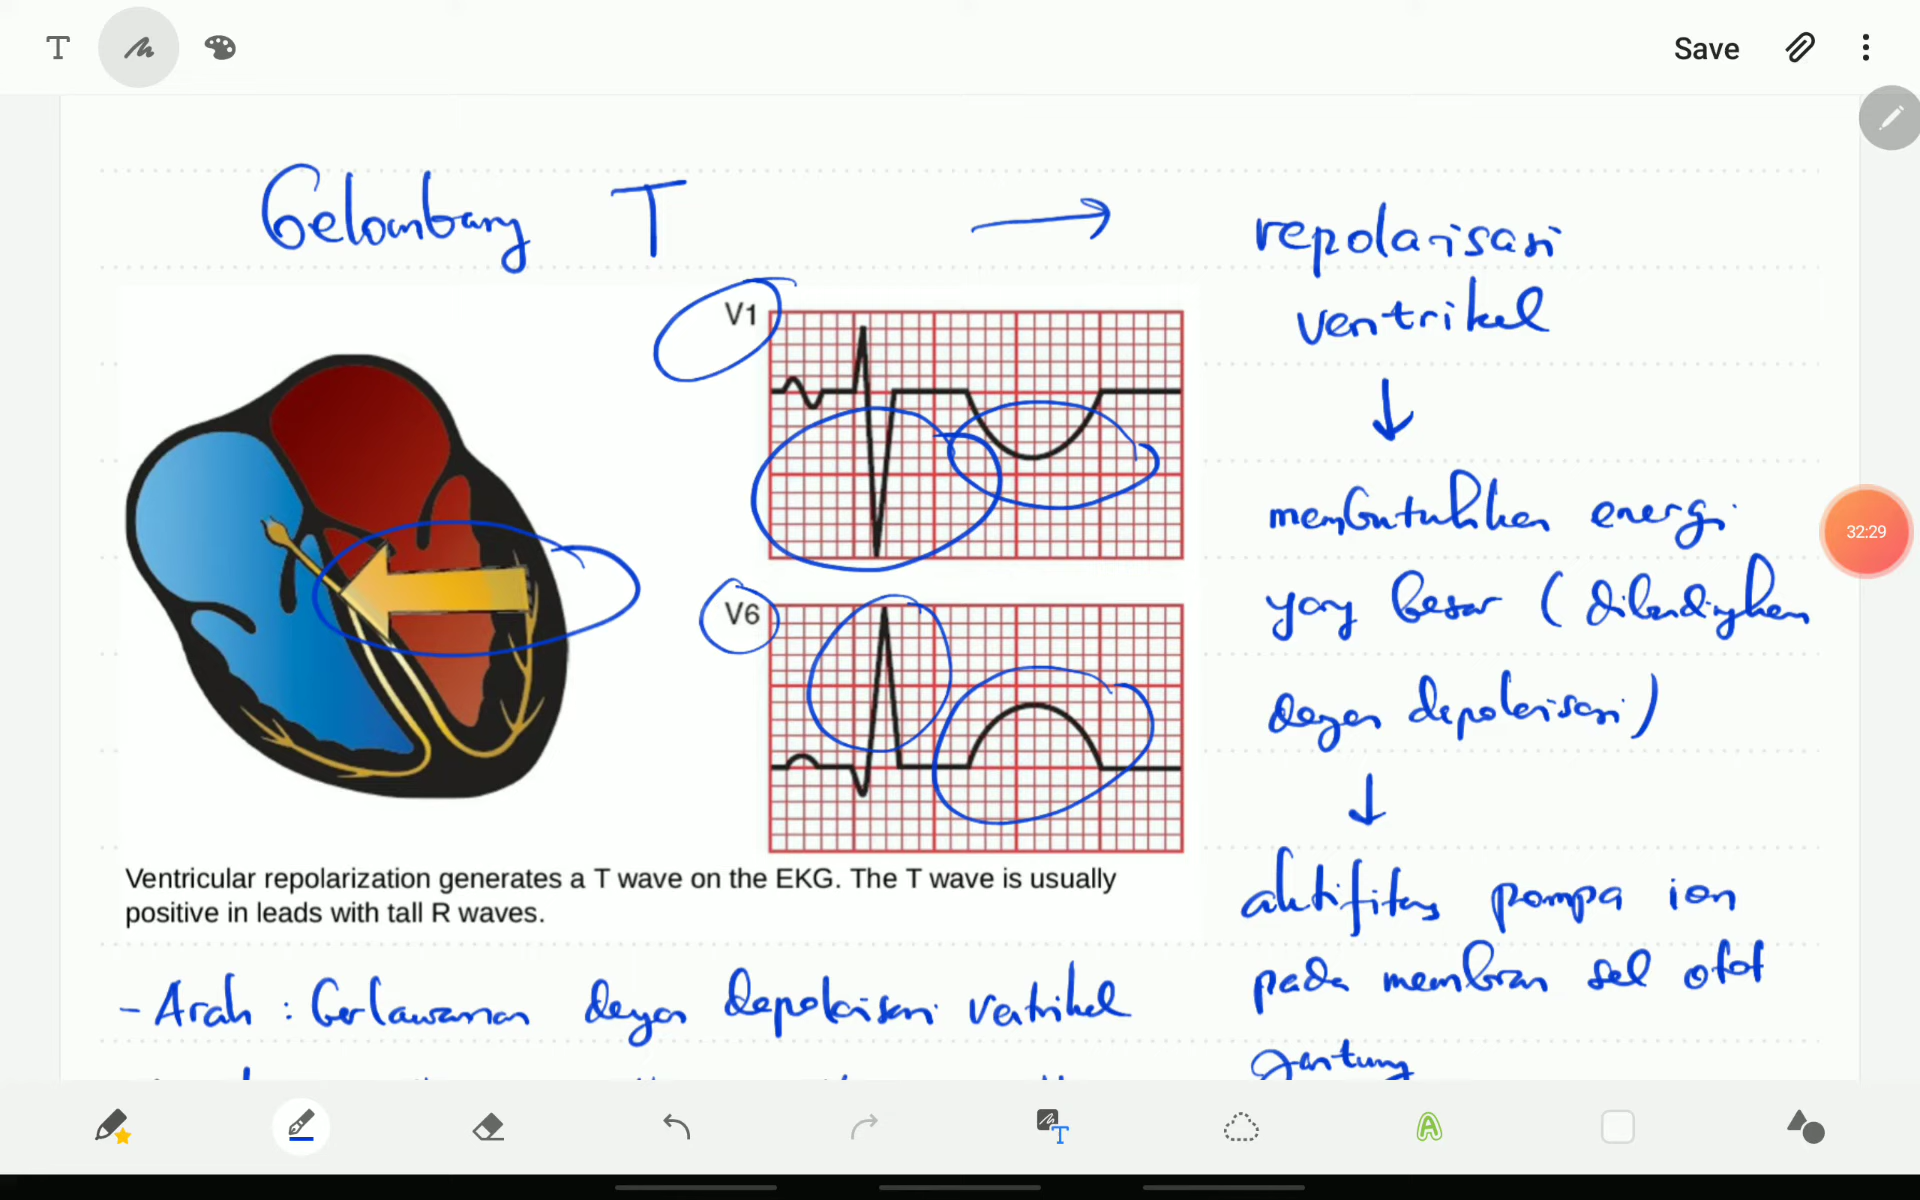 T
Save
Gelombang T →
repolarisasi
ventrikel
V1
↓
membutuhkan energi
yang besar (dibandingkan
dengan depolarisasi)
32:29
V6
↓
Ventricular repolarization generates a T wave on the EKG. The T wave is usually
positive in leads with tall R waves.
aktifitas pompa ion
pada membran sel otot
jantung
- Arah : berlawanan dengan depolarisasi ventrikel
T
A